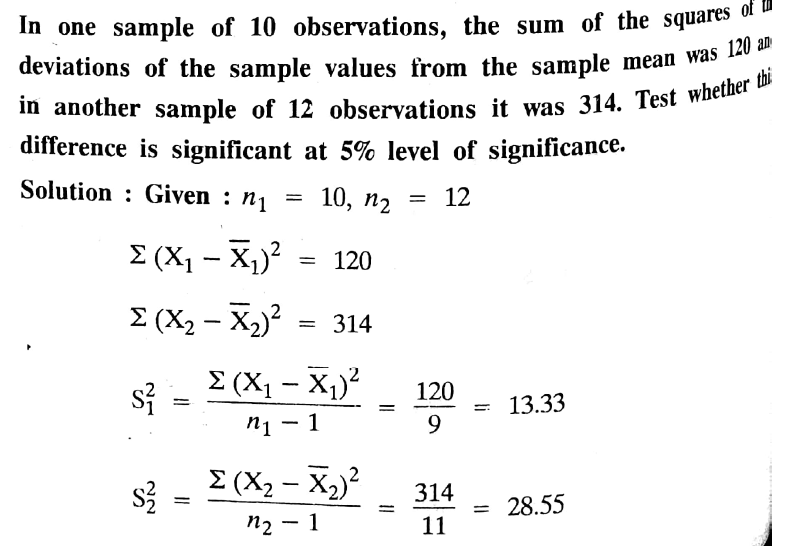 In one sample of 10 observations, the sum of the squares of
deviations of the sample values from the sample mean was 120
in another sample of 12 observations it was 314. Test whether
difference is significant at 5% level of significance.
Solution : Given : n₁ = 10, n₂ = 12
Σ (X₁ – X̅₁)² = 120
Σ (X₂ – X̅₂)² = 314
S₁² = Σ (X₁ – X̅₁)² / n₁ – 1 = 120 / 9 = 13.33
S₂² = Σ (X₂ – X̅₂)² / n₂ – 1 = 314 / 11 = 28.55